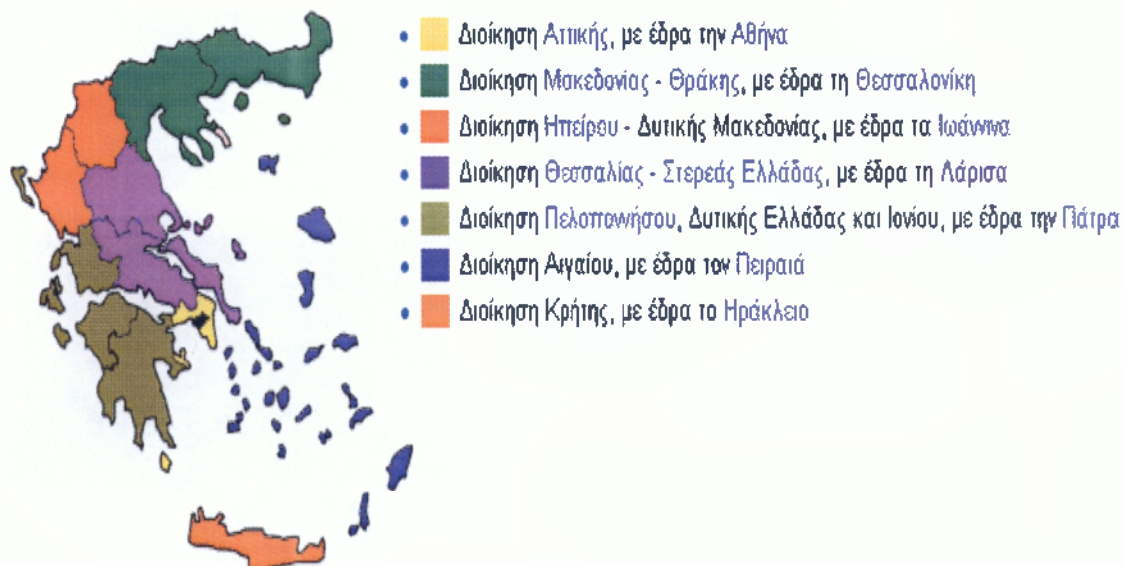 Διοίκηση Αττικής, με έδρα την Αθήνα
Διοίκηση Μακεδονίας - Θράκης, με έδρα τη Θεσσαλονίκη
Διοίκηση Ηπείρου - Δυτικής Μακεδονίας, με έδρα τα Ιωάννινα
Διοίκηση Θεσσαλίας - Στερεάς Ελλάδας, με έδρα τη Λάρισα
Διοίκηση Πελοποννήσου, Δυτικής Ελλάδας και Ιονίου, με έδρα την Πάτρα
Διοίκηση Αιγαίου, με έδρα τον Πειραιά
Διοίκηση Κρήτης, με έδρα το Ηράκλειο